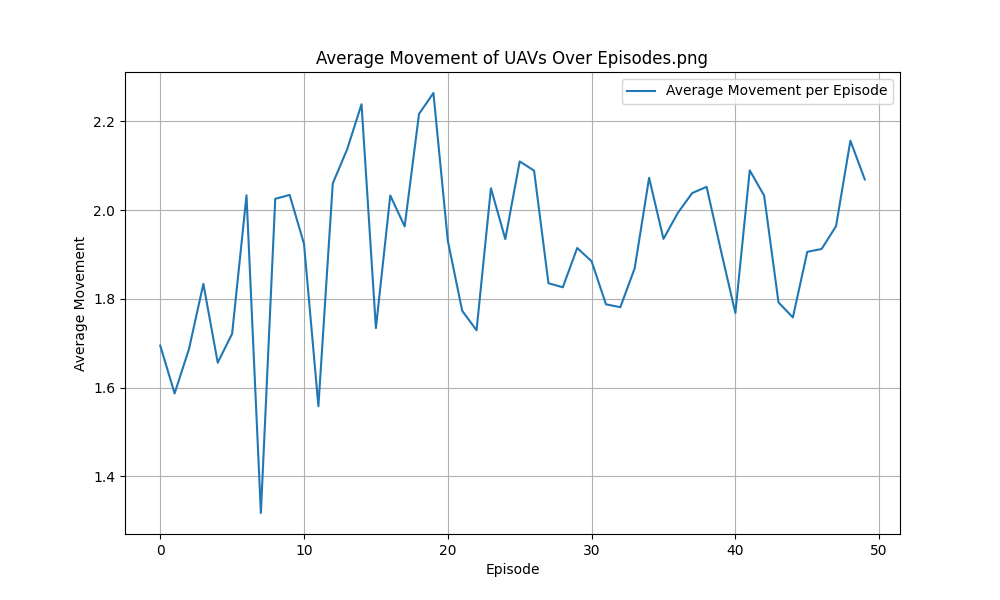 Average Movement of UAVs Over Episodes.png
Average Movement per Episode
Average Movement
2.2
2.0
1.8
1.6
1.4
0 10 20 30 40 50
Episode